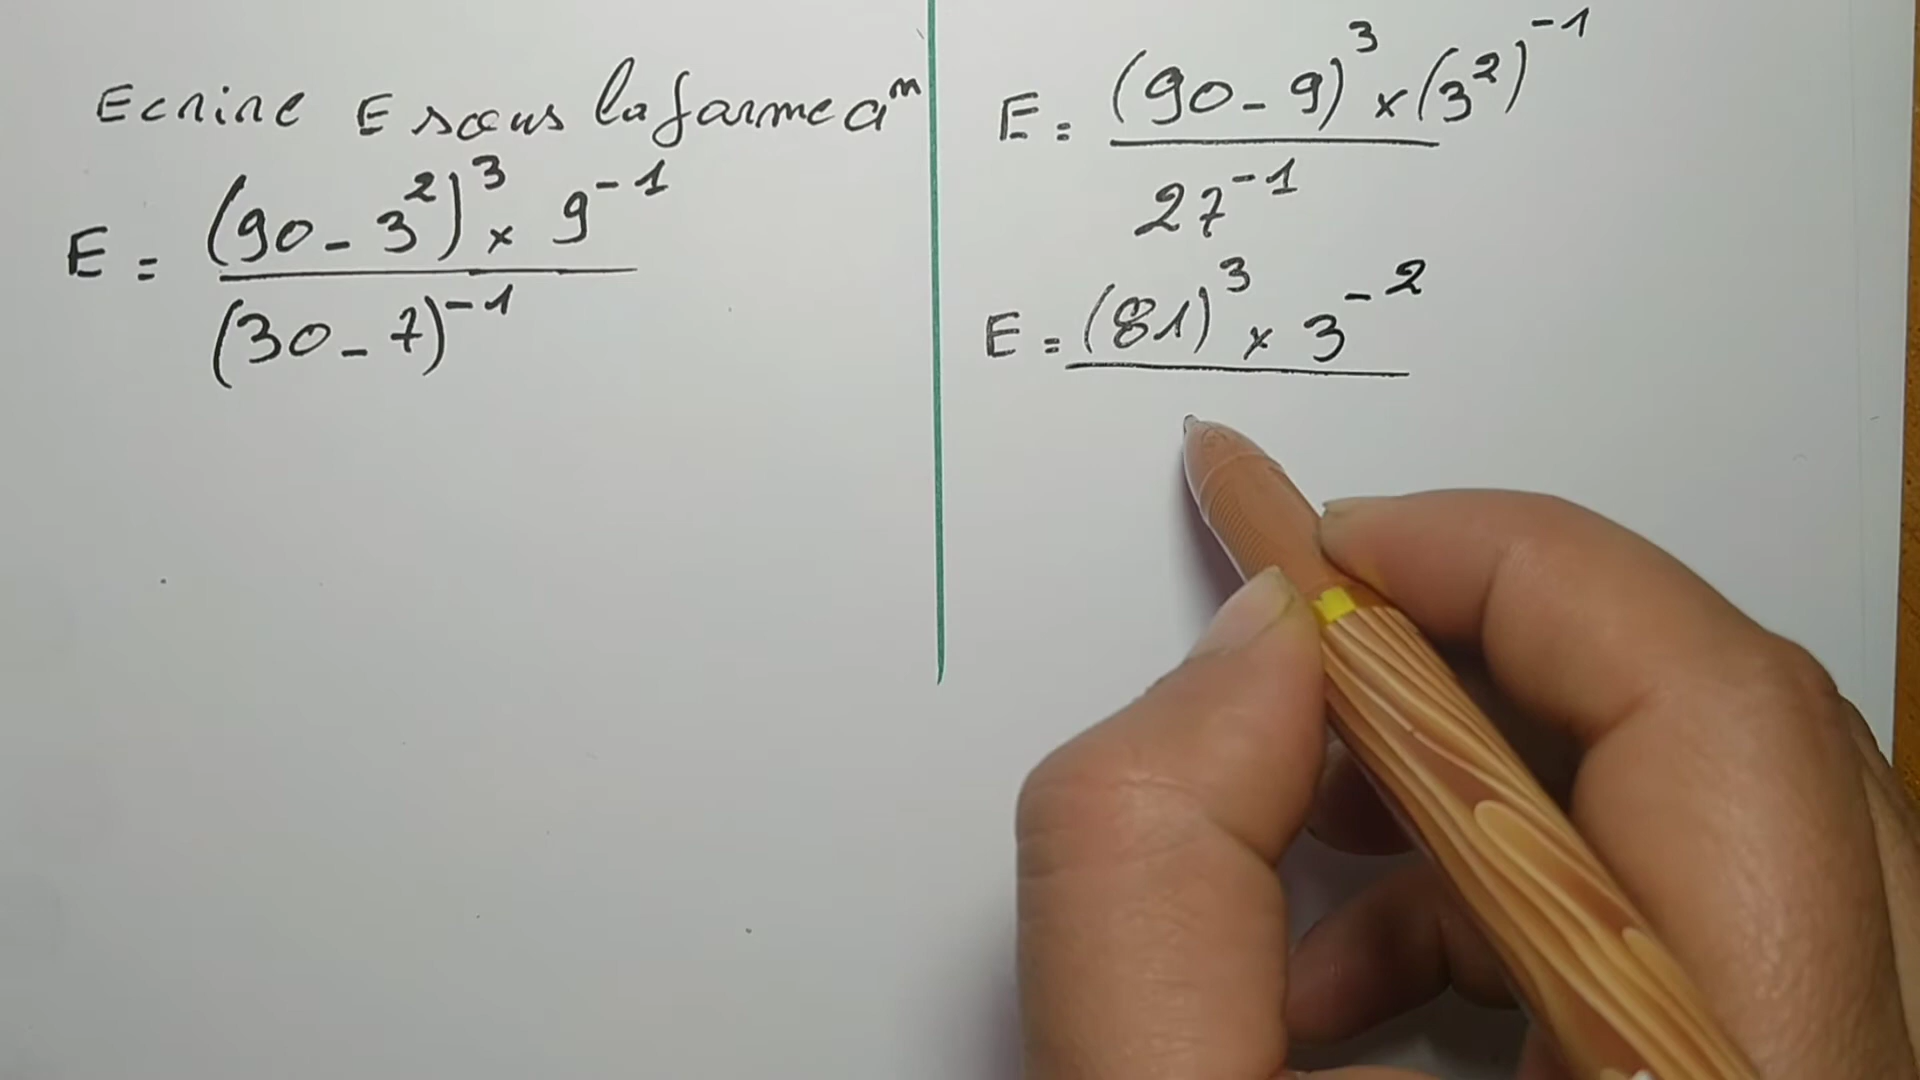 Ecrire E sous la forme aᵐ
E = (90 - 3²)³ × 9⁻¹
(30 - 7)⁻¹
E = (90 - 9)³ × (3²)⁻¹
27⁻¹
E = (81)³ × 3⁻²